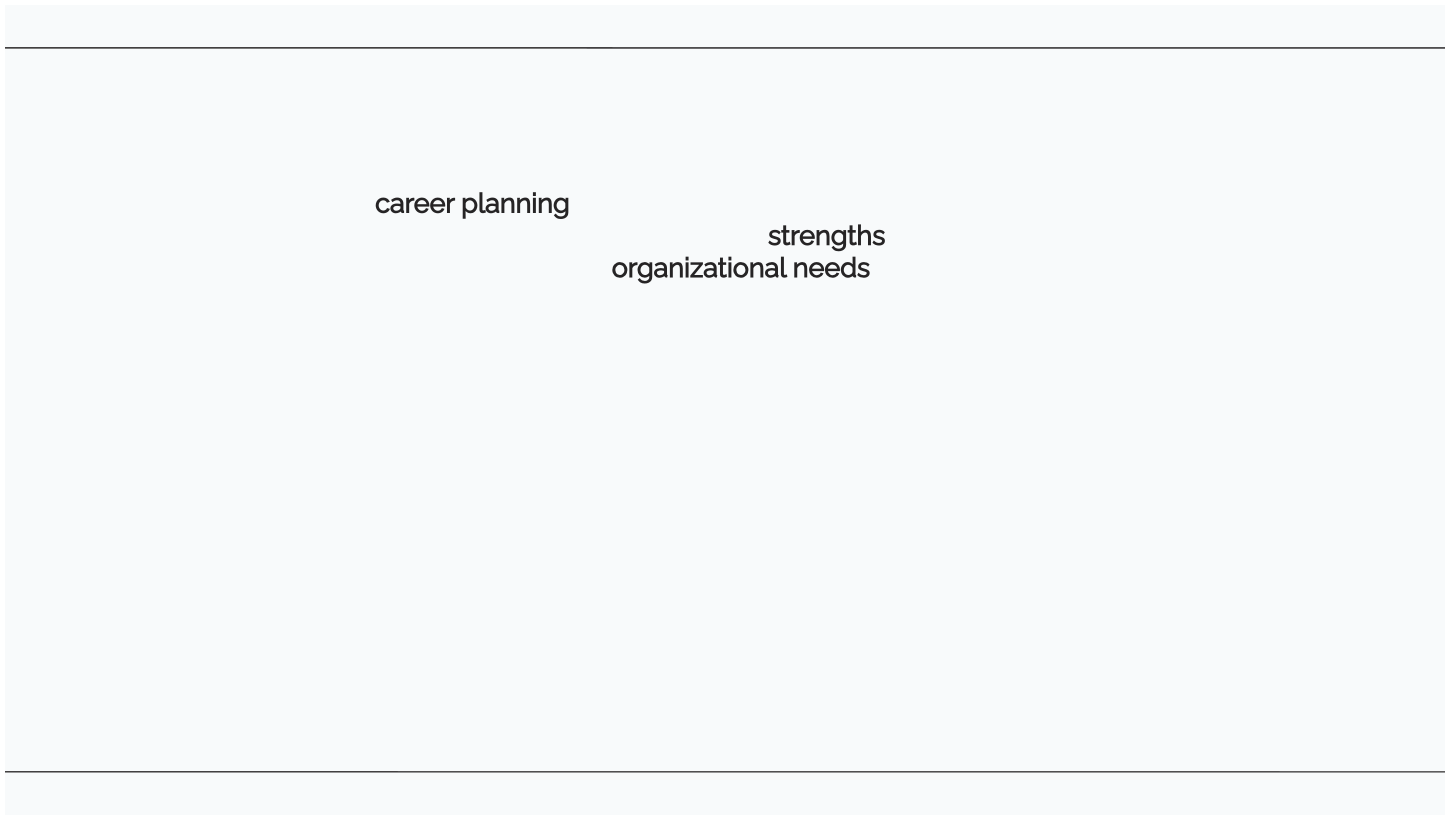 career planning
strengths
organizational needs